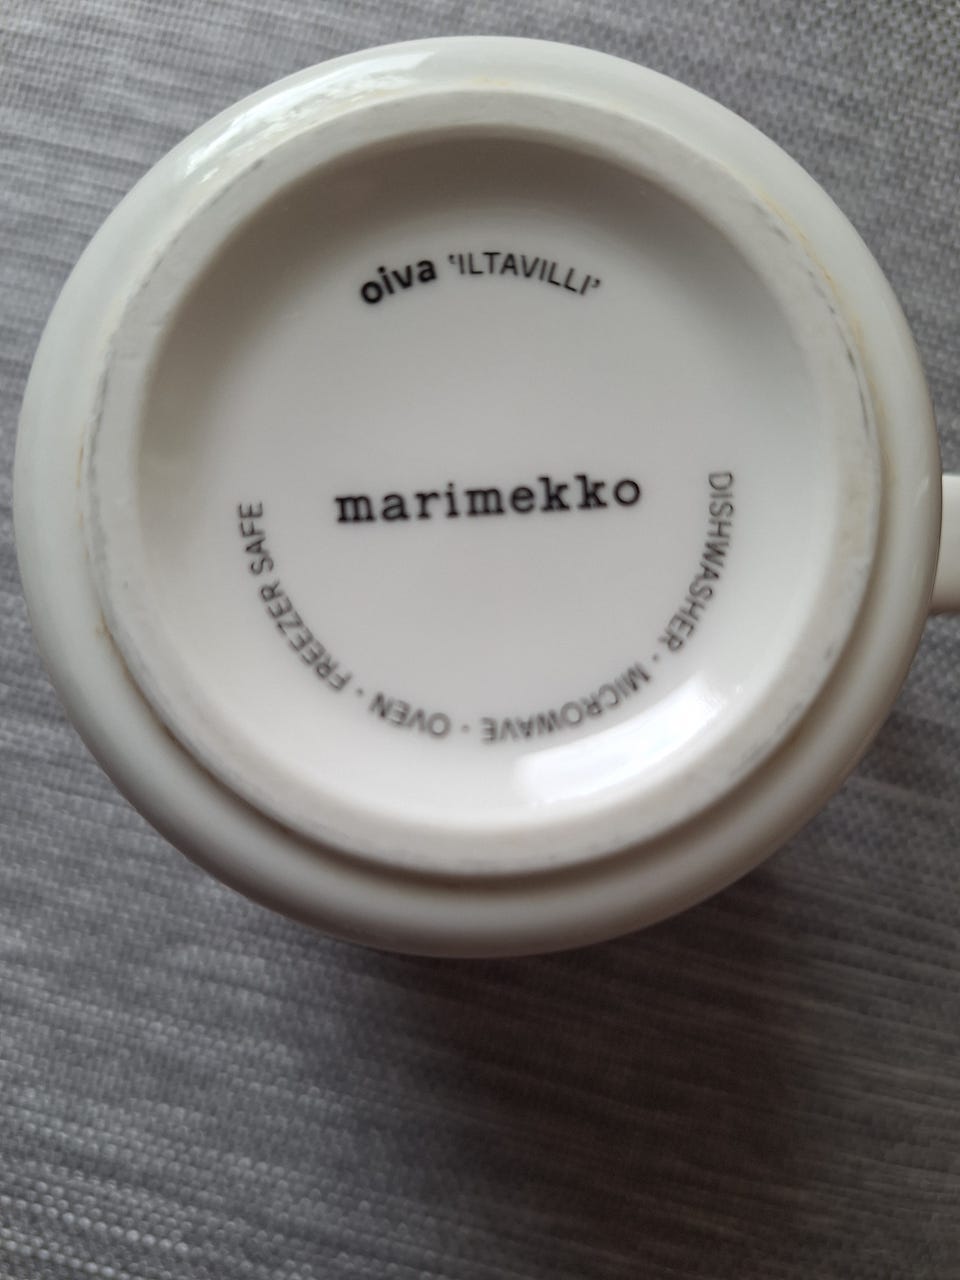 oiva ‘ILTAVILLI’
marimekko
DISHWASHER · MICROWAVE · OVEN · FREEZER SAFE